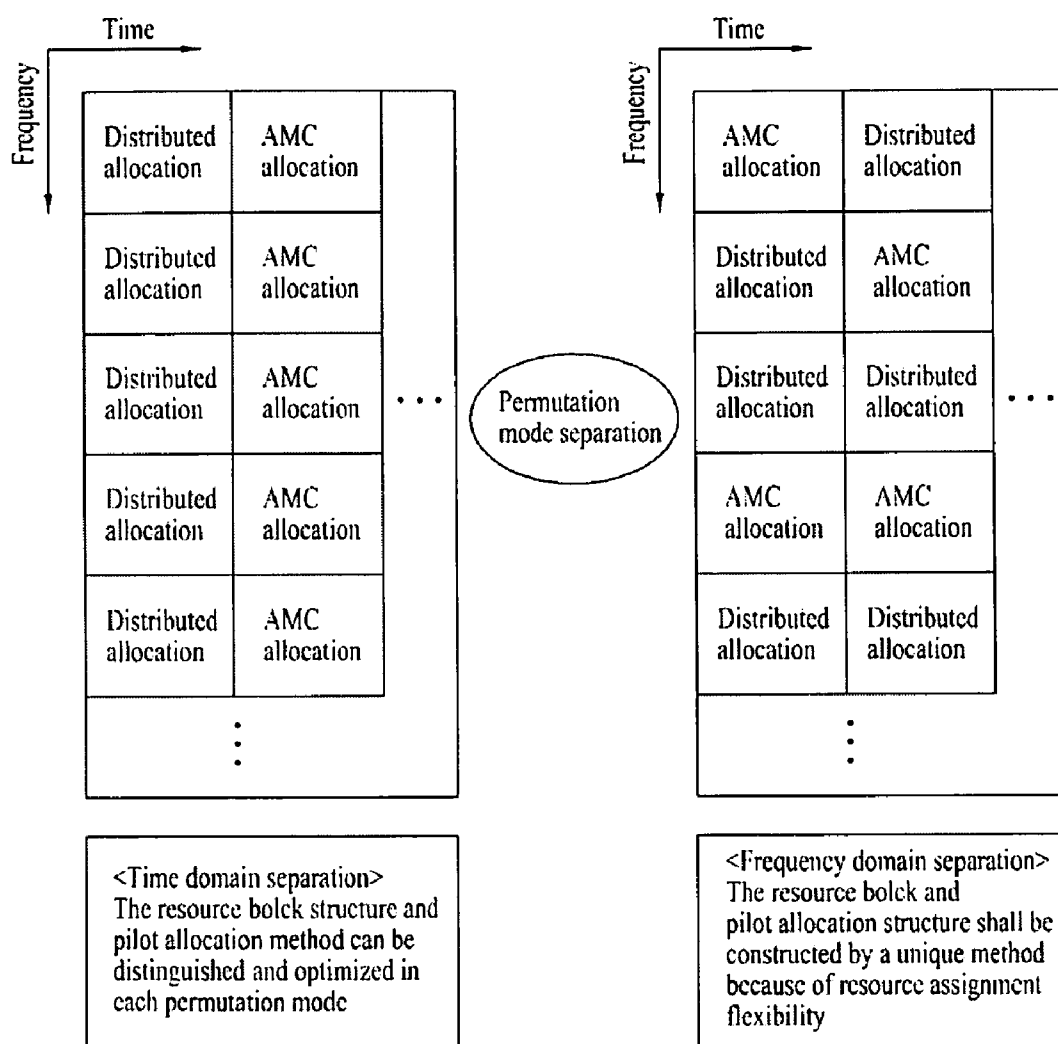 Time
Frequency
Distributed
allocation
AMC
allocation
Distributed
allocation
AMC
allocation
Distributed
allocation
AMC
allocation
Distributed
allocation
AMC
allocation
Distributed
allocation
AMC
allocation
<Time domain separation>
The resource bolck structure and
pilot allocation method can be
distinguished and optimized in
each permutation mode
Permutation
mode separation
Time
Frequency
AMC
allocation
Distributed
allocation
Distributed
allocation
AMC
allocation
Distributed
allocation
Distributed
allocation
AMC
allocation
AMC
allocation
Distributed
allocation
Distributed
allocation
<Frequency domain separation>
The resource bolck and
pilot allocation structure shall be
constructed by a unique method
because of resource assignment
flexibility